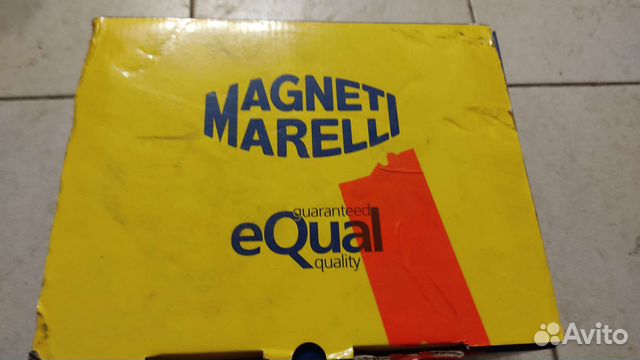 MAGNETI
MARELLI
guaranteed
eQual
quality
Avito